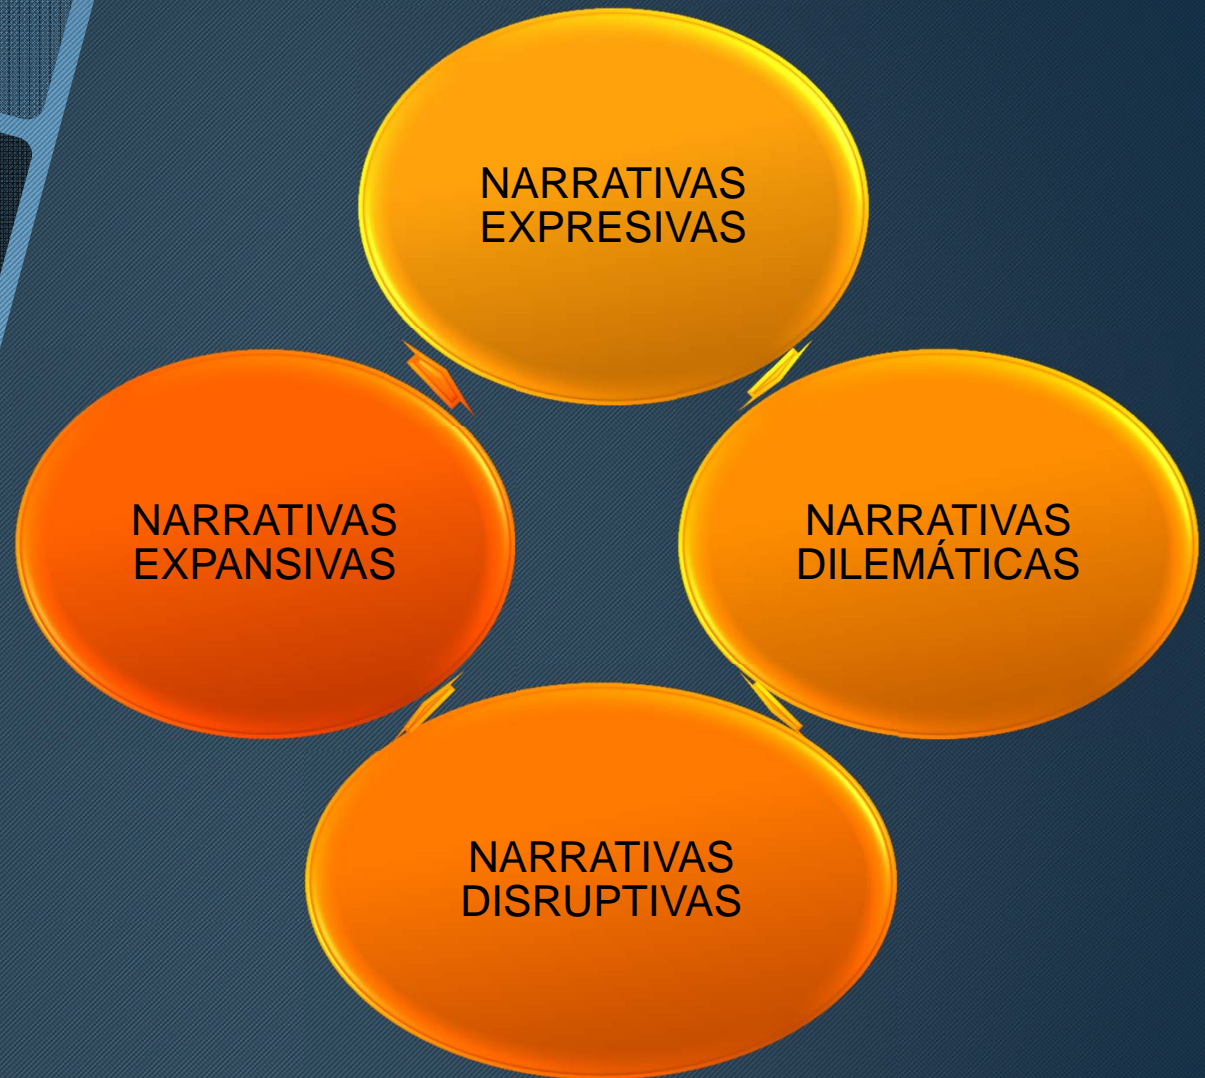 NARRATIVAS
EXPRESIVAS
NARRATIVAS
EXPANSIVAS
NARRATIVAS
DILEMÁTICAS
NARRATIVAS
DISRUPTIVAS